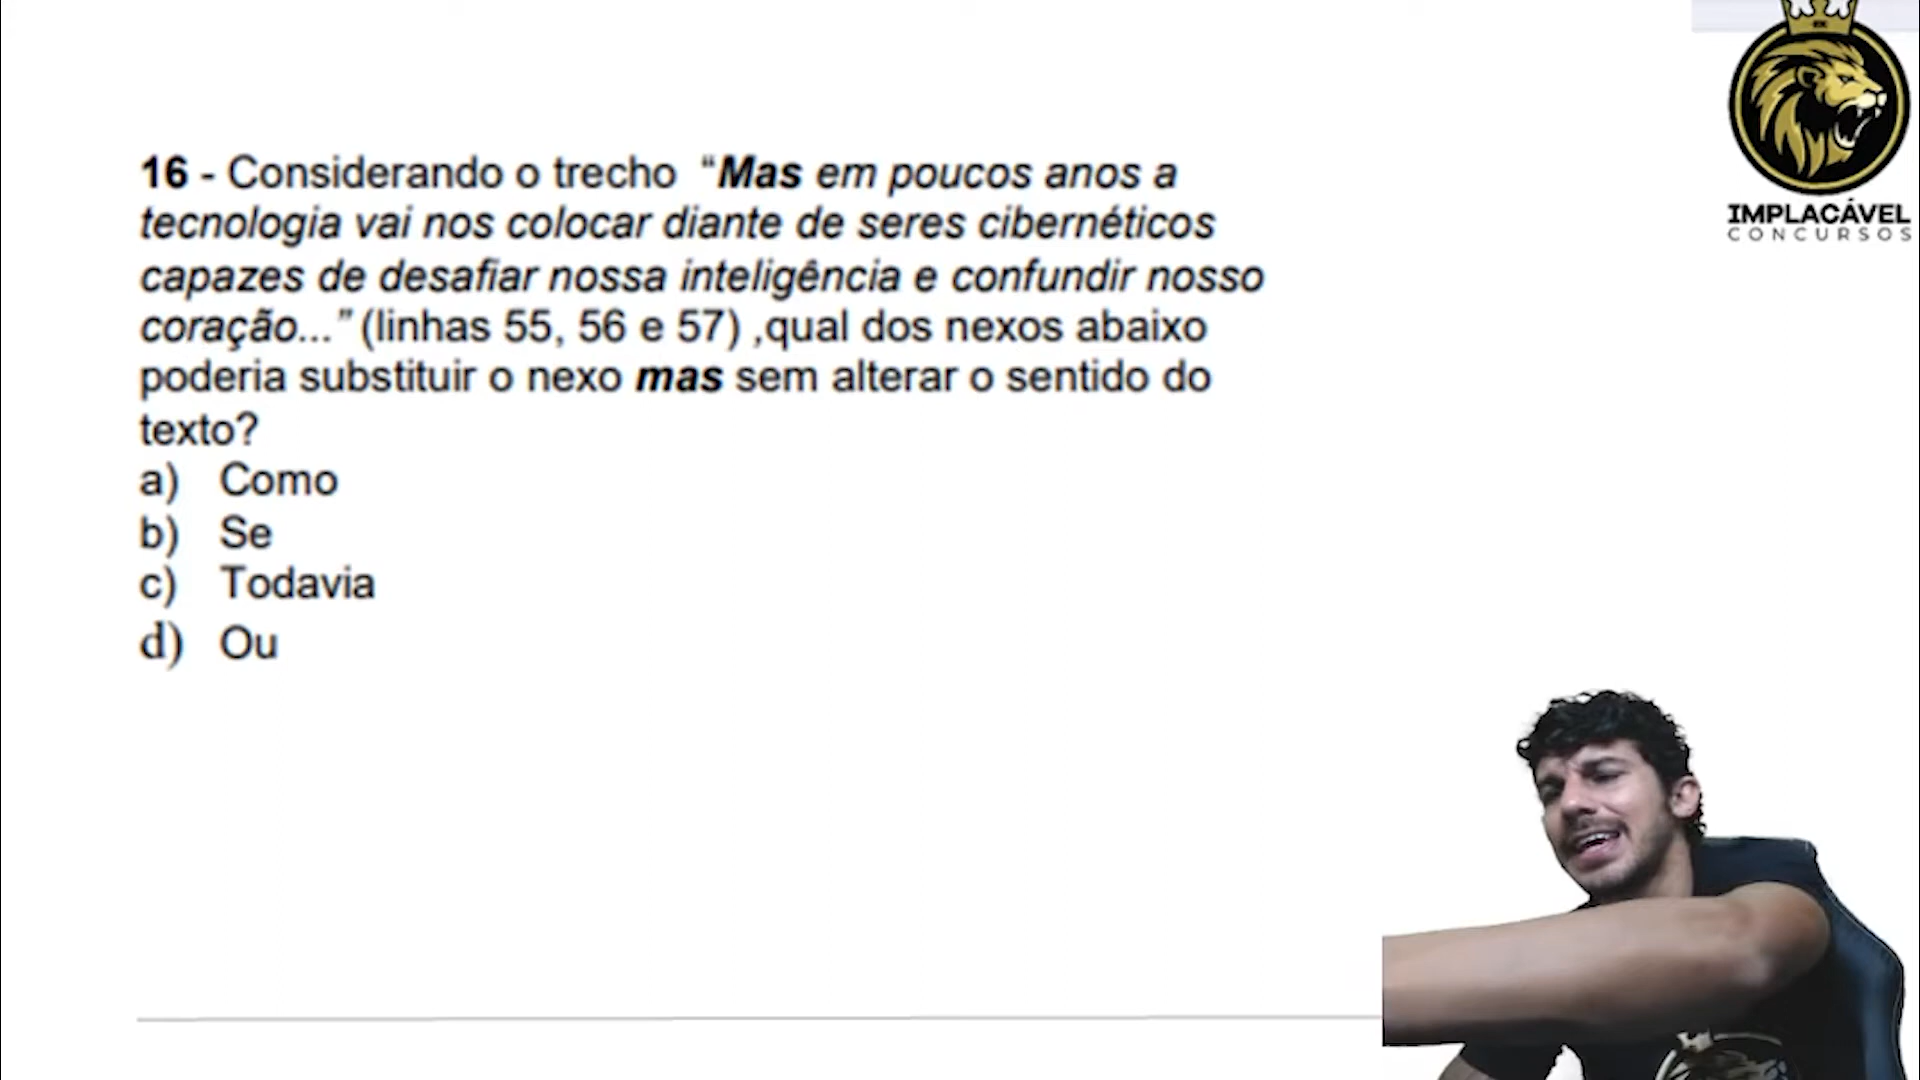 IMPLACÁVEL
CONCURSOS
16 - Considerando o trecho “Mas em poucos anos a
tecnologia vai nos colocar diante de seres cibernéticos
capazes de desafiar nossa inteligência e confundir nosso
coração...” (linhas 55, 56 e 57) ,qual dos nexos abaixo
poderia substituir o nexo mas sem alterar o sentido do
texto?
a) Como
b) Se
c) Todavia
d) Ou